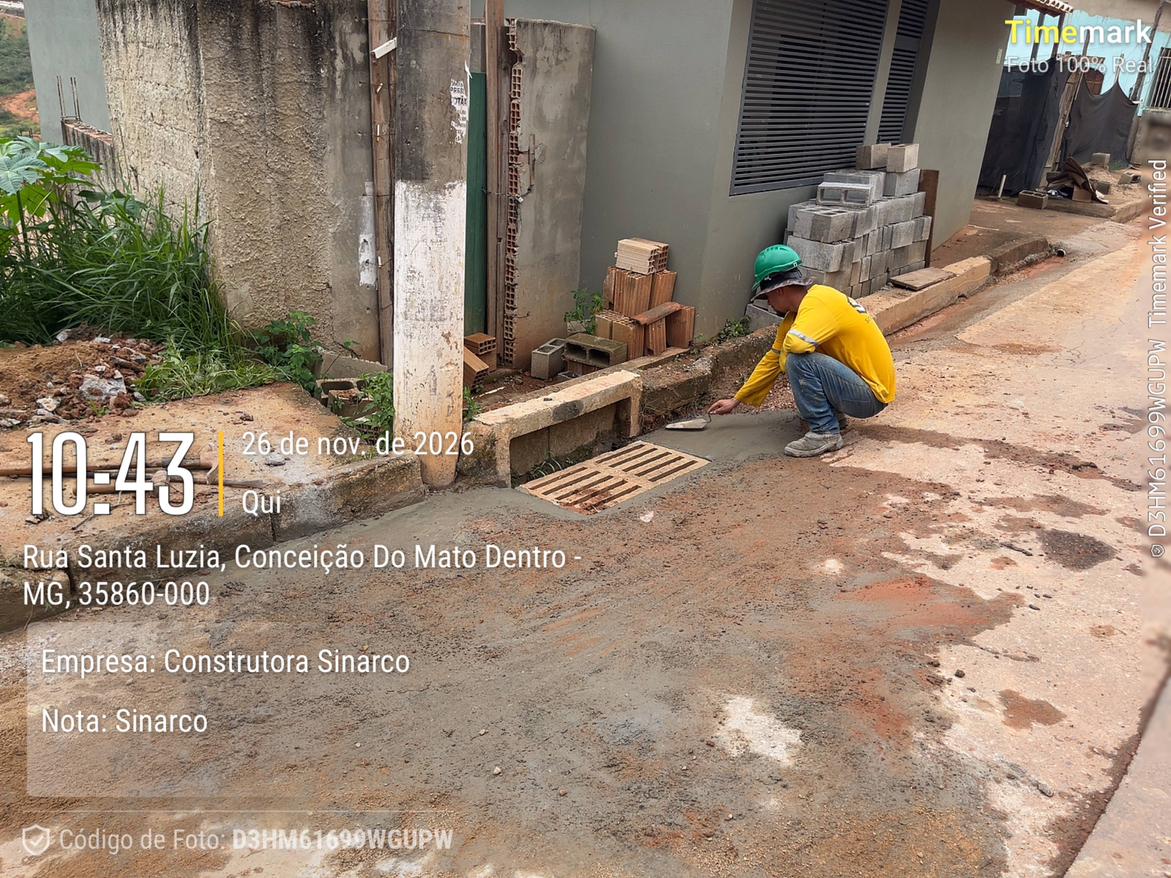 Timemark
Foto 100% Real
10:43
26 de nov. de 2026
Qui
Rua Santa Luzia, Conceição Do Mato Dentro -
MG, 35860-000
Empresa: Construtora Sinarco
Nota: Sinarco
Código de Foto: D3HM61699WGUPW
© D3HM61699WGUPW Timemark Verified